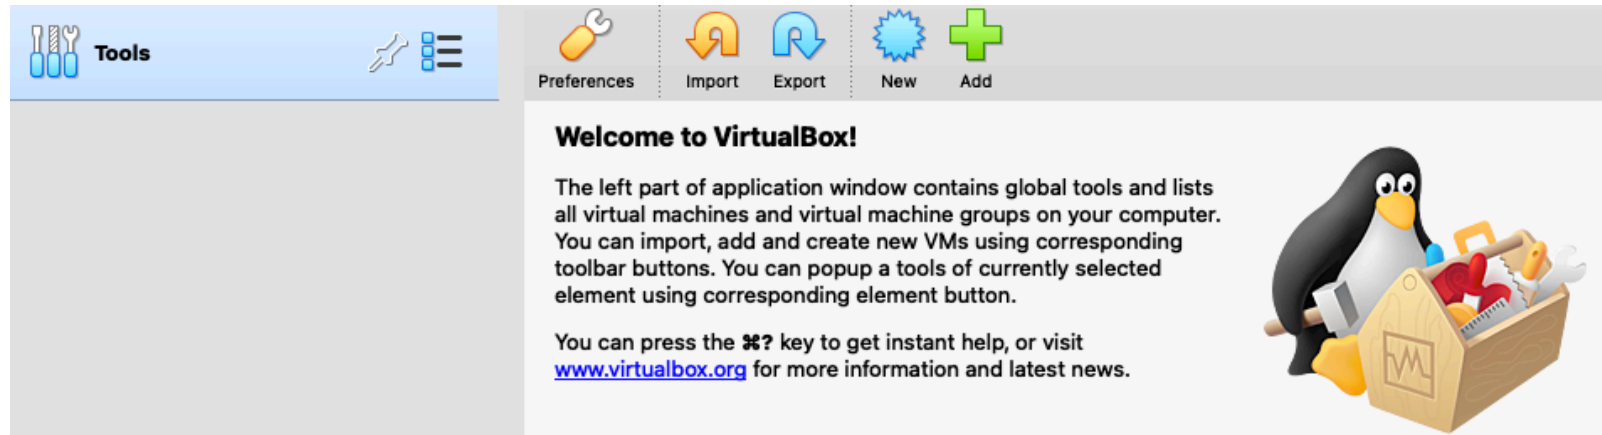 Tools
Preferences
Import
Export
New
Add
Welcome to VirtualBox!
The left part of application window contains global tools and lists
all virtual machines and virtual machine groups on your computer.
You can import, add and create new VMs using corresponding
toolbar buttons. You can popup a tools of currently selected
element using corresponding element button.
You can press the ⌘? key to get instant help, or visit
www.virtualbox.org for more information and latest news.